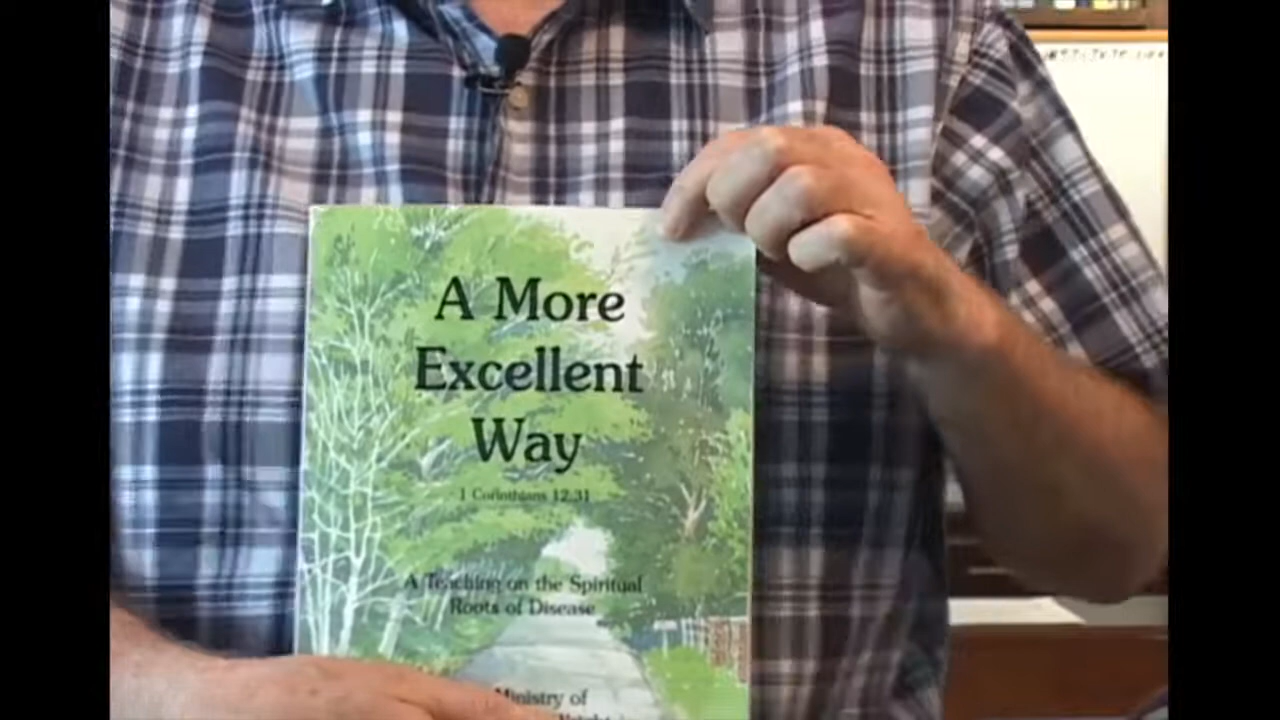 A More
Excellent
Way
1 Corinthians 12:31
A Teaching on the Spiritual
Roots of Disease
Ministry of